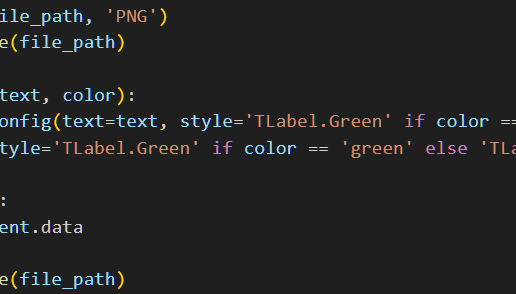 ile_path, 'PNG')
e(file_path)
text, color):
onfig(text=text, style='TLabel.Green' if color ==
tyle='TLabel.Green' if color == 'green' else 'TLa
:
ent.data
e(file_path)